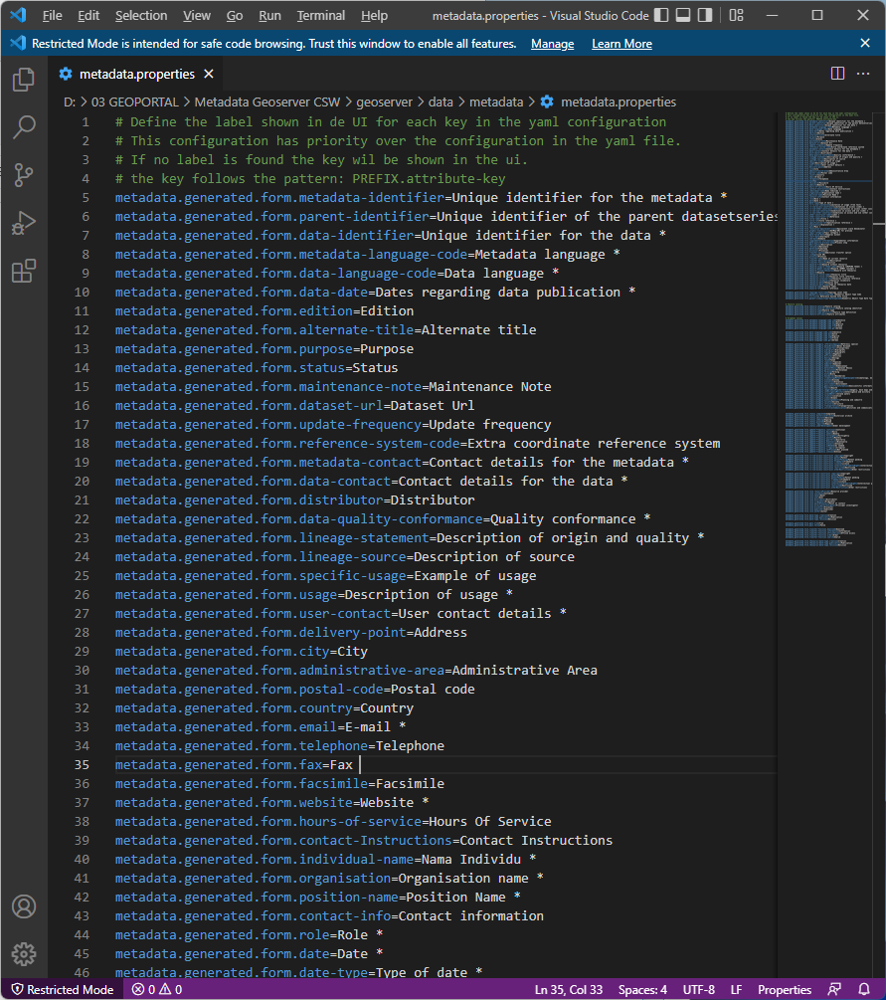 File Edit Selection View Go Run Terminal Help metadata.properties - Visual Studio Code
Restricted Mode is intended for safe code browsing. Trust this window to enable all features. Manage Learn More
metadata.properties
D: > 03 GEOPORTAL > Metadata Geoserver CSW > geoserver > data > metadata > metadata.properties
1 # Define the label shown in de UI for each key in the yaml configuration
2 # This configuration has priority over the configuration in the yaml file.
3 # If no label is found the key wil be shown in the ui.
4 # the key follows the pattern: PREFIX.attribute-key
5 metadata.generated.form.metadata-identifier=Unique identifier for the metadata *
6 metadata.generated.form.parent-identifier=Unique identifier of the parent datasetseries
7 metadata.generated.form.data-identifier=Unique identifier for the data *
8 metadata.generated.form.metadata-language-code=Metadata language *
9 metadata.generated.form.data-language-code=Data language *
10 metadata.generated.form.data-date=Dates regarding data publication *
11 metadata.generated.form.edition=Edition
12 metadata.generated.form.alternate-title=Alternate title
13 metadata.generated.form.purpose=Purpose
14 metadata.generated.form.status=Status
15 metadata.generated.form.maintenance-note=Maintenance Note
16 metadata.generated.form.dataset-url=Dataset Url
17 metadata.generated.form.update-frequency=Update frequency
18 metadata.generated.form.reference-system-code=Extra coordinate reference system
19 metadata.generated.form.metadata-contact=Contact details for the metadata *
20 metadata.generated.form.data-contact=Contact details for the data *
21 metadata.generated.form.distributor=Distributor
22 metadata.generated.form.data-quality-conformance=Quality conformance *
23 metadata.generated.form.lineage-statement=Description of origin and quality *
24 metadata.generated.form.lineage-source=Description of source
25 metadata.generated.form.specific-usage=Example of usage
26 metadata.generated.form.usage=Description of usage *
27 metadata.generated.form.user-contact=User contact details *
28 metadata.generated.form.delivery-point=Address
29 metadata.generated.form.city=City
30 metadata.generated.form.administrative-area=Administrative Area
31 metadata.generated.form.postal-code=Postal code
32 metadata.generated.form.country=Country
33 metadata.generated.form.email=E-mail *
34 metadata.generated.form.telephone=Telephone
35 metadata.generated.form.fax=Fax
36 metadata.generated.form.facsimile=Facsimile
37 metadata.generated.form.website=Website *
38 metadata.generated.form.hours-of-service=Hours Of Service
39 metadata.generated.form.contact-Instructions=Contact Instructions
40 metadata.generated.form.individual-name=Nama Individu *
41 metadata.generated.form.organisation=Organisation name *
42 metadata.generated.form.position-name=Position Name *
43 metadata.generated.form.contact-info=Contact information
44 metadata.generated.form.role=Role *
45 metadata.generated.form.date=Date *
46 metadata.generated.form.date-type=Type of date *
Restricted Mode 0 0 Ln 35, Col 33 Spaces: 4 UTF-8 LF Properties